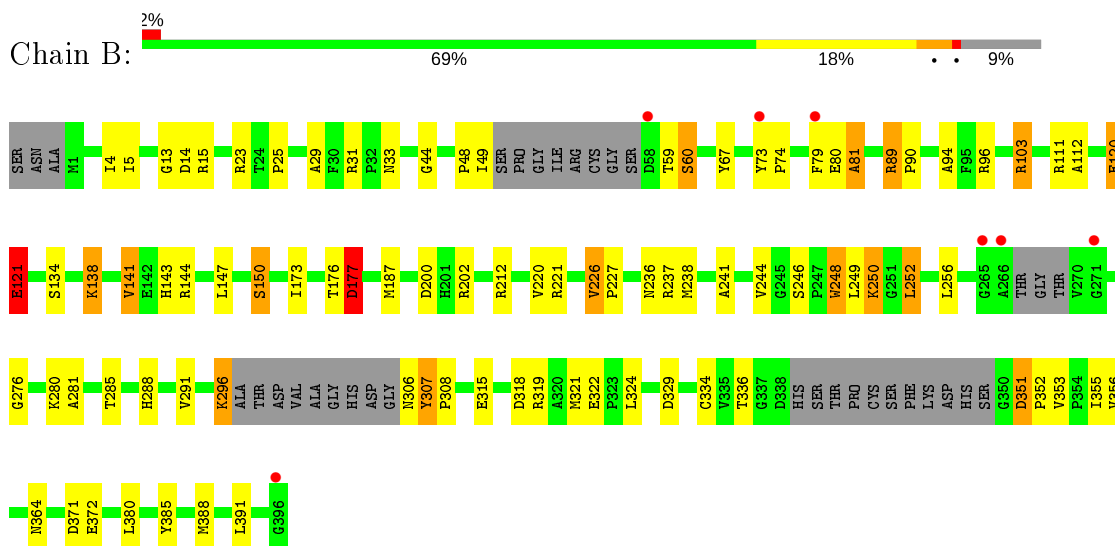 2%
Chain B:
69% 18% • • 9%
SER ASN ALA M1 I4 I5 G13 D14 R15 R23 T24 P25 A29 F30 R31 P32 N33 G44 P48 I49 SER PRO GLY ILE ARG CYS GLY SER D58 T59 S60 Y67 Y73 P74 F79 E80 A81 R89 P90 A94 F95 R96 R103 R111 A112 E120
E121 S134 K138 V141 E142 H143 R144 L147 S150 I173 T176 D177 M187 D200 H201 R202 R212 V220 R221 V226 P227 N236 R237 M238 A241 V244 G245 S246 P247 W248 L249 K250 G251 L252 L256 G265 A266 THR GLY THR V270 G271
G276 K280 A281 T285 H288 V291 K296 ALA THR ASP VAL ALA GLY HIS ASP GLY N306 Y307 P308 E315 D318 R319 A320 M321 E322 P323 L324 D329 C334 V335 T336 G337 D338 HIS SER THR PRO CYS SER PHE LYS ASP HIS SER G350 D351 P352 V353 P354 I355 V356
N364 D371 E372 L380 Y385 M388 L391 G396